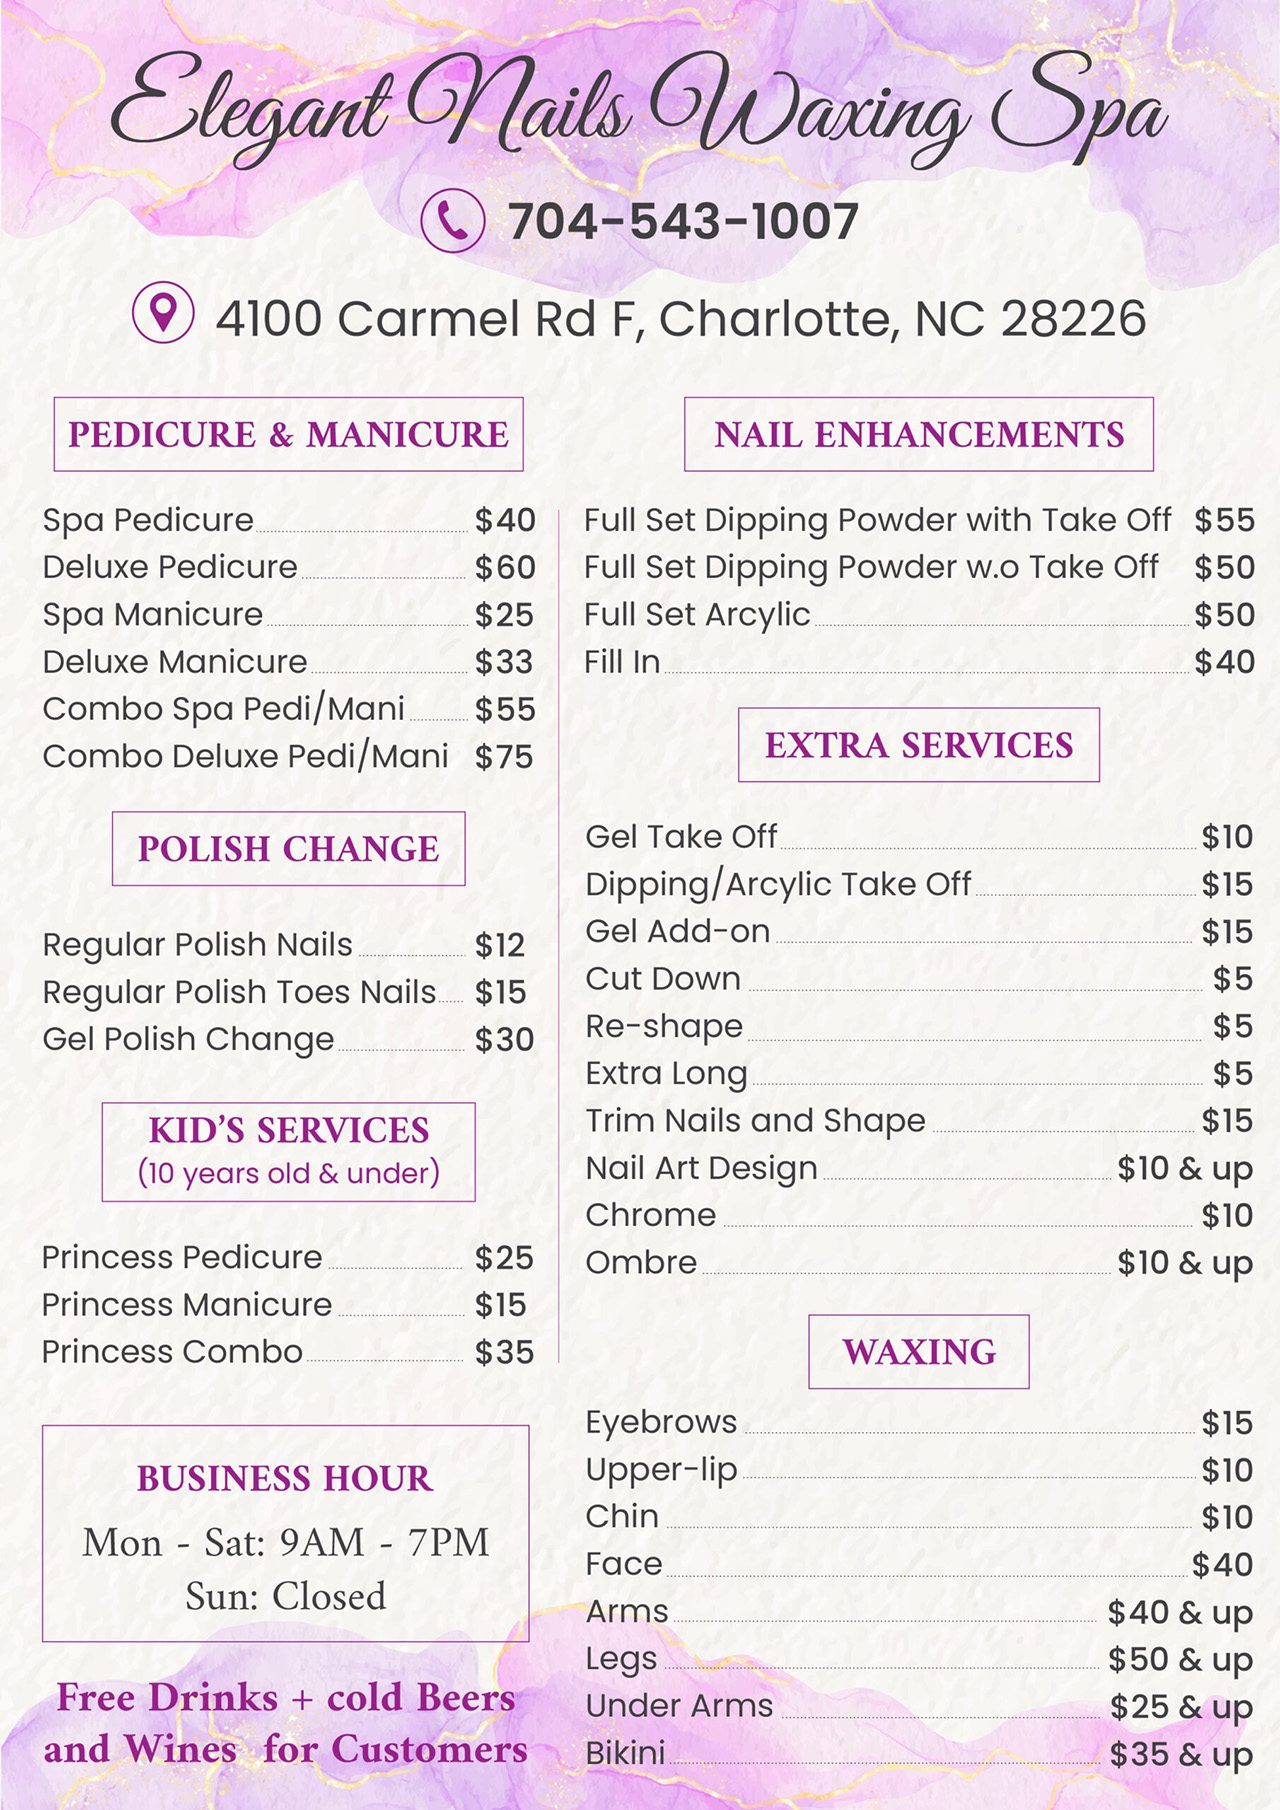 Elegant Nails Waxing Spa
704-543-1007
4100 Carmel Rd F, Charlotte, NC 28226
PEDICURE & MANICURE
Spa Pedicure $40
Deluxe Pedicure $60
Spa Manicure $25
Deluxe Manicure $33
Combo Spa Pedi/Mani $55
Combo Deluxe Pedi/Mani $75
POLISH CHANGE
Regular Polish Nails $12
Regular Polish Toes Nails $15
Gel Polish Change $30
KID'S SERVICES
(10 years old & under)
Princess Pedicure $25
Princess Manicure $15
Princess Combo $35
BUSINESS HOUR
Mon - Sat: 9AM - 7PM
Sun: Closed
Free Drinks + cold Beers
and Wines for Customers
NAIL ENHANCEMENTS
Full Set Dipping Powder with Take Off $55
Full Set Dipping Powder w.o Take Off $50
Full Set Arcylic $50
Fill In $40
EXTRA SERVICES
Gel Take Off $10
Dipping/Arcylic Take Off $15
Gel Add-on $15
Cut Down $5
Re-shape $5
Extra Long $5
Trim Nails and Shape $15
Nail Art Design $10 & up
Chrome $10
Ombre $10 & up
WAXING
Eyebrows $15
Upper-lip $10
Chin $10
Face $40
Arms $40 & up
Legs $50 & up
Under Arms $25 & up
Bikini $35 & up